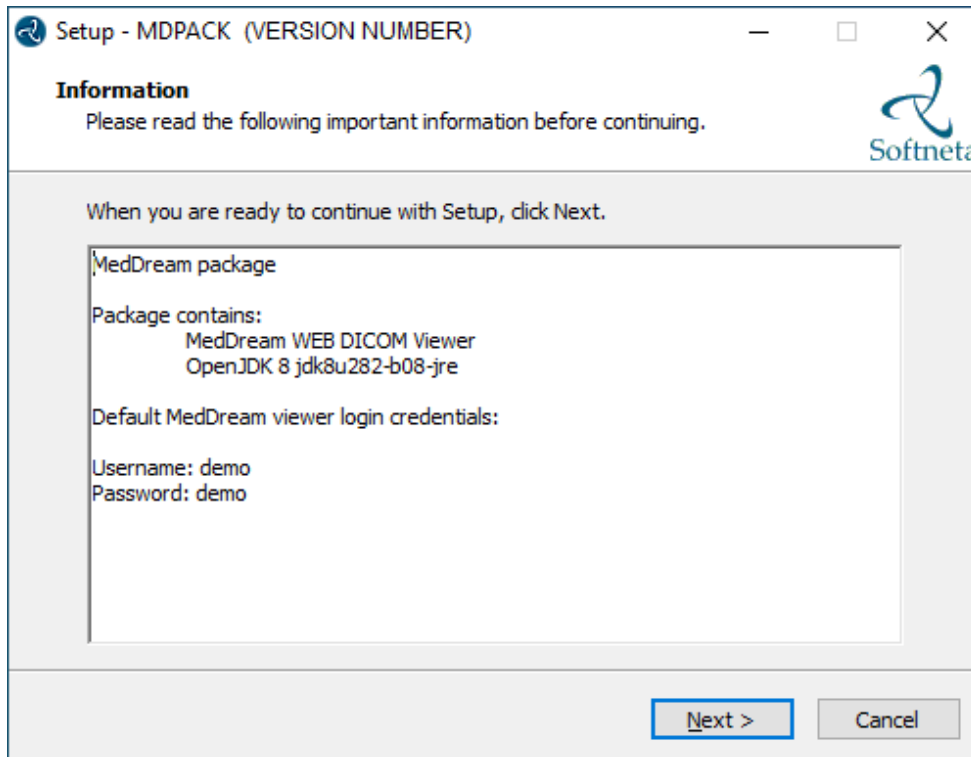 Setup - MDPACK (VERSION NUMBER)
Information
Please read the following important information before continuing.
Softneta
When you are ready to continue with Setup, click Next.
MedDream package
Package contains:
MedDream WEB DICOM Viewer
OpenJDK 8 jdk8u282-b08-jre
Default MedDream viewer login credentials:
Username: demo
Password: demo
Next >
Cancel